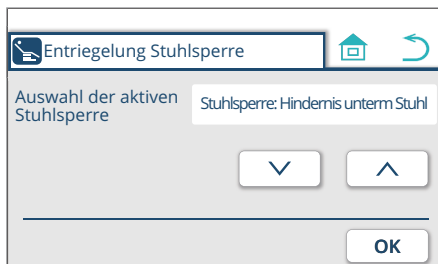 Entriegelung Stuhlsperre
Auswahl der aktiven
Stuhlsperre
Stuhlsperre: Hindernis unterm Stuhl
OK